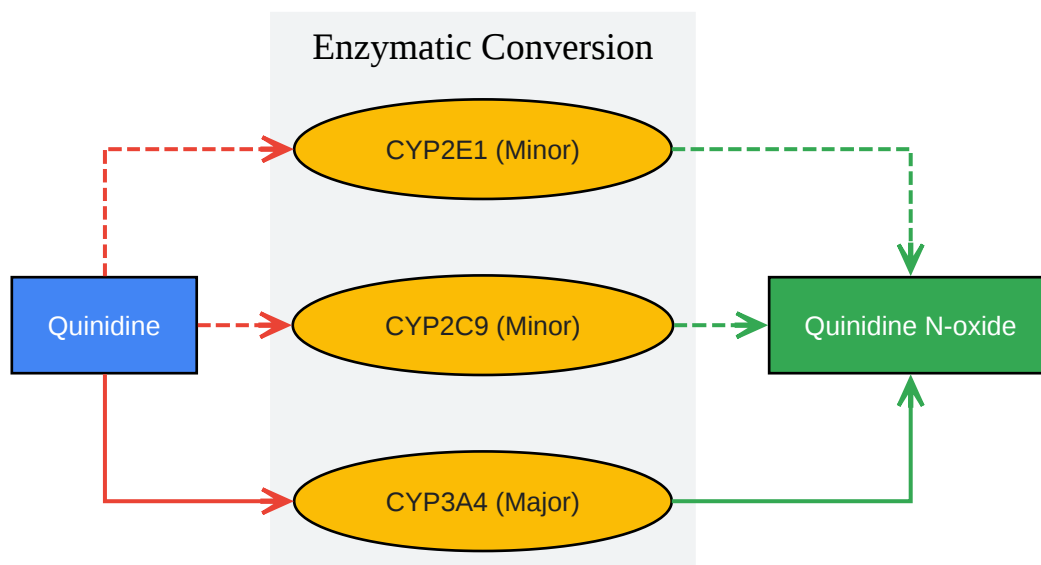 Enzymatic Conversion
CYP2E1 (Minor)
Quinidine
CYP2C9 (Minor)
Quinidine N-oxide
CYP3A4 (Major)